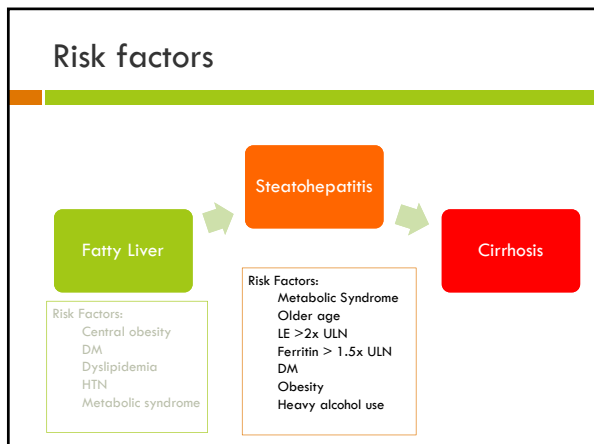 Risk factors
Steatohepatitis
Fatty Liver
Cirrhosis
Risk Factors:
Central obesity
DM
Dyslipidemia
HTN
Metabolic syndrome
Risk Factors:
Metabolic Syndrome
Older age
LE >2x ULN
Ferritin > 1.5x ULN
DM
Obesity
Heavy alcohol use